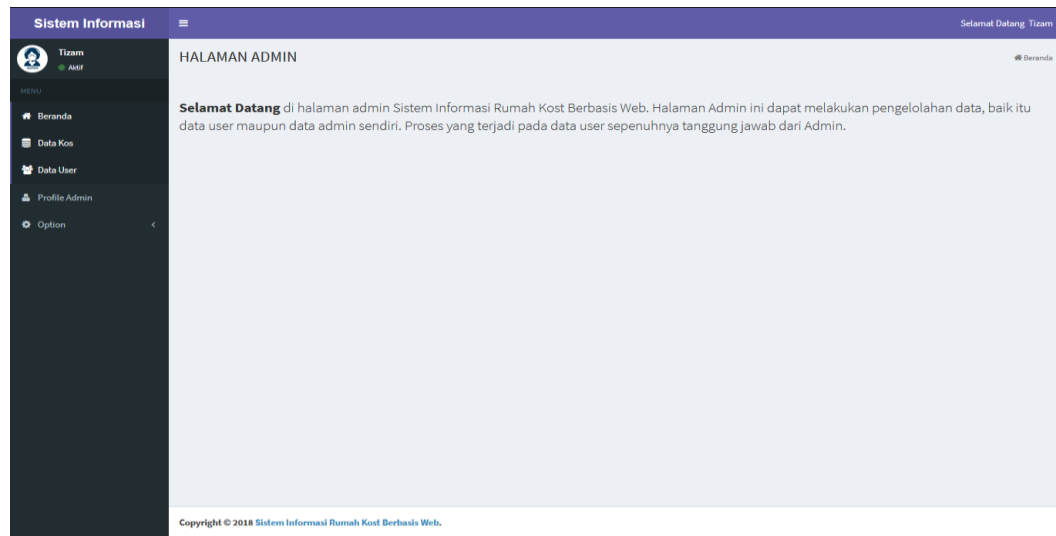 Sistem Informasi
Selamat Datang Tizam
Tizam
Aktif
HALAMAN ADMIN
Beranda
MENU
Beranda
Data Kos
Data User
Profile Admin
Option
Selamat Datang di halaman admin Sistem Informasi Rumah Kost Berbasis Web. Halaman Admin ini dapat melakukan pengelolahan data, baik itu
data user maupun data admin sendiri. Proses yang terjadi pada data user sepenuhnya tanggung jawab dari Admin.
Copyright © 2018 Sistem Informasi Rumah Kost Berbasis Web.